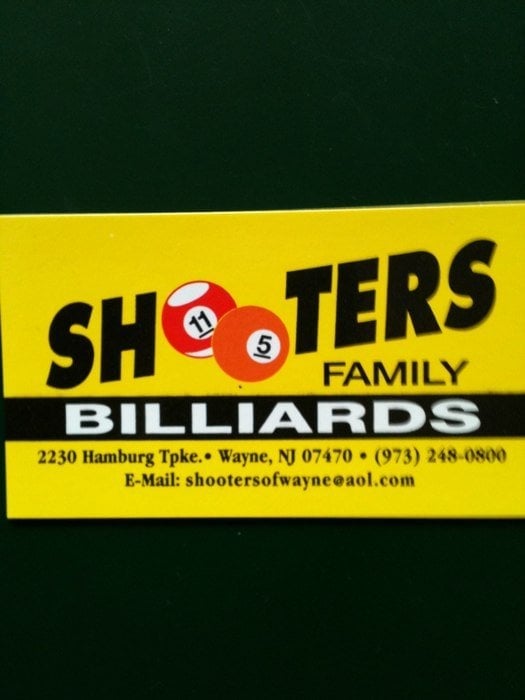 SHOOTERS
11
5
FAMILY
BILLIARDS
2230 Hamburg Tpke. • Wayne, NJ 07470 • (973) 248-0800
E-Mail: shootersofwayne@aol.com